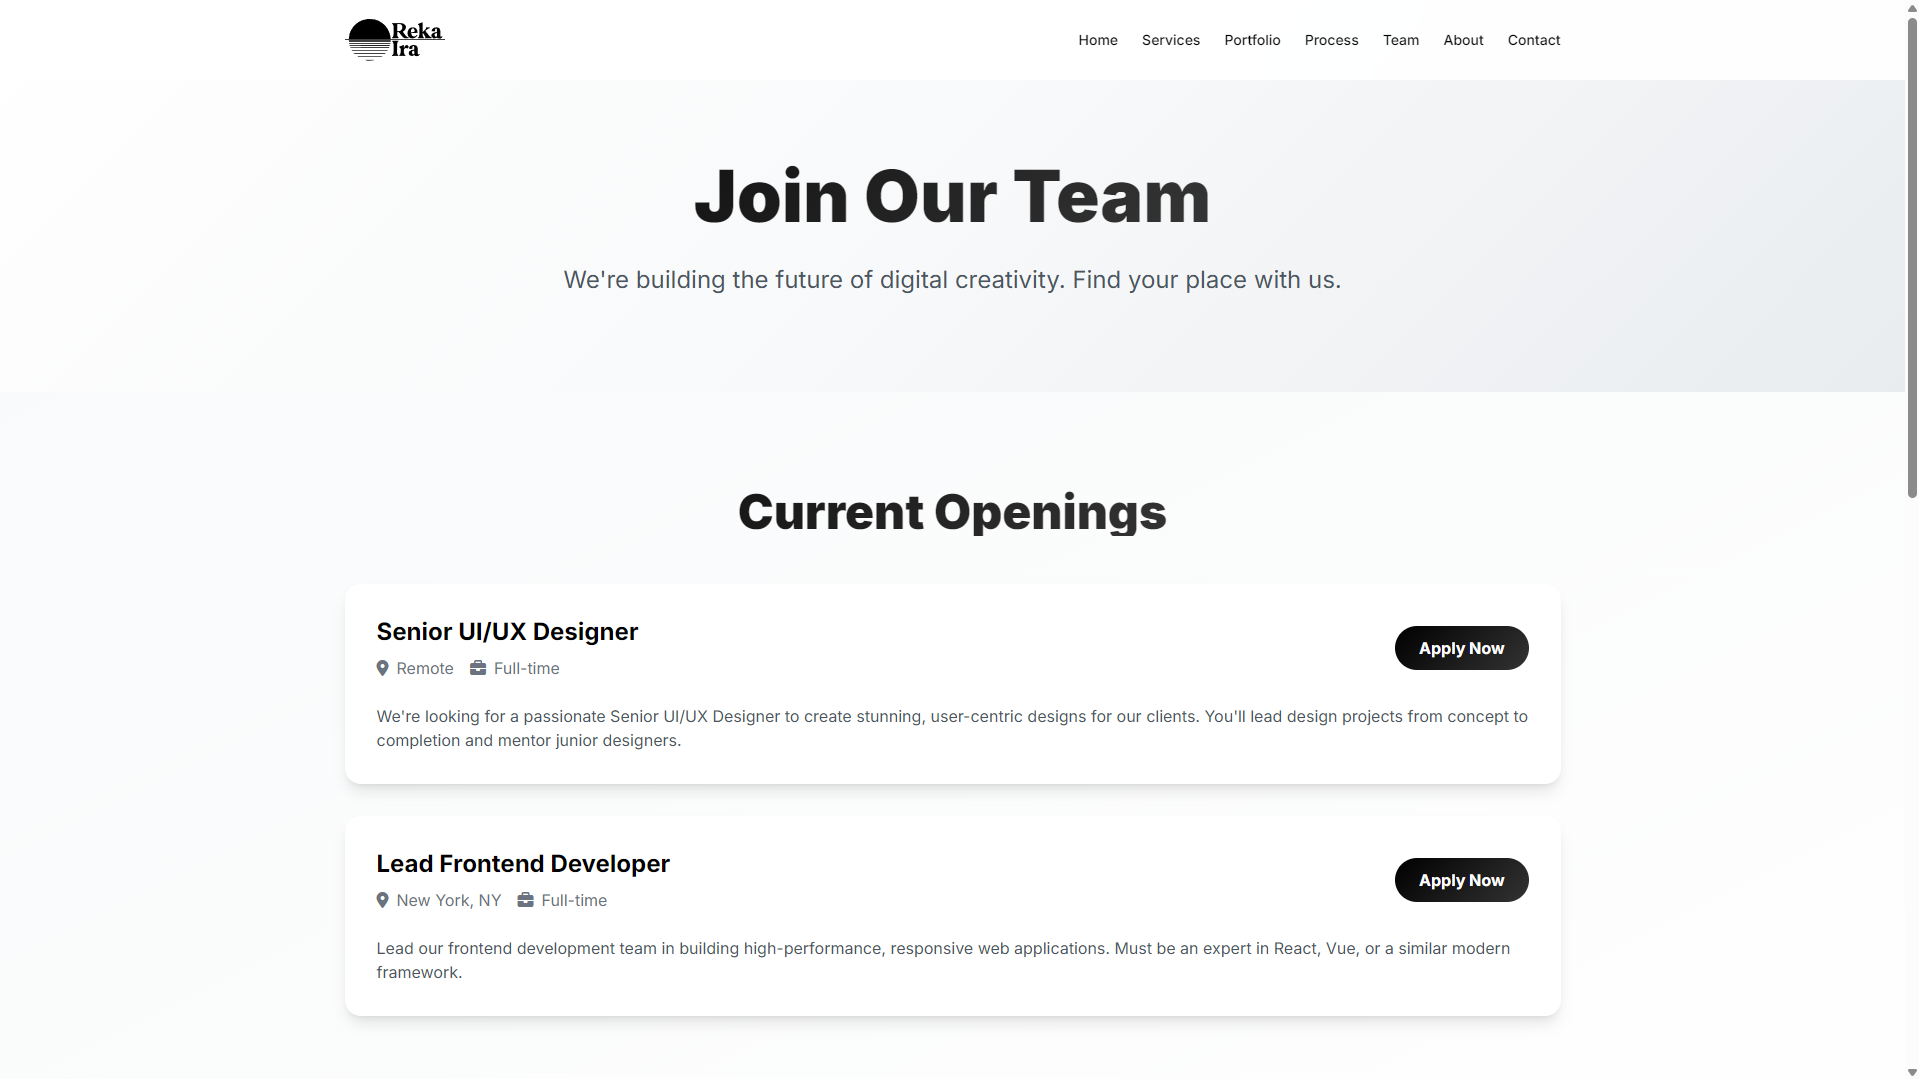 Reka
Ira
Home Services Portfolio Process Team About Contact
Join Our Team
We're building the future of digital creativity. Find your place with us.
Current Openings
Senior UI/UX Designer
Remote Full-time
Apply Now
We're looking for a passionate Senior UI/UX Designer to create stunning, user-centric designs for our clients. You'll lead design projects from concept to
completion and mentor junior designers.
Lead Frontend Developer
New York, NY Full-time
Apply Now
Lead our frontend development team in building high-performance, responsive web applications. Must be an expert in React, Vue, or a similar modern
framework.